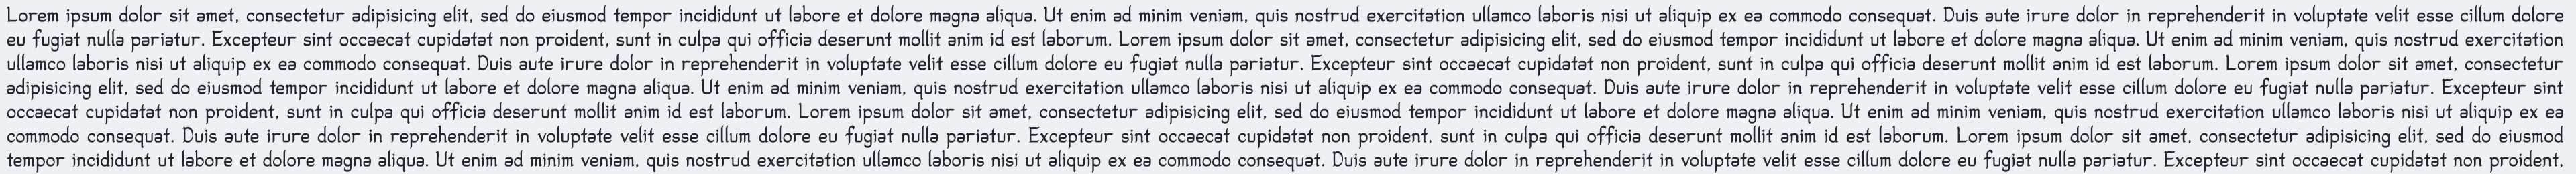 Lorem ipsum dolor sit amet, consectetur adipisicing elit, sed do eiusmod tempor incididunt ut labore et dolore magna aliqua. Ut enim ad minim veniam, quis nostrud exercitation ullamco laboris nisi ut aliquip ex ea commodo consequat. Duis aute irure dolor in reprehenderit in voluptate velit esse cillum dolore
eu fugiat nulla pariatur. Excepteur sint occaecat cupidatat non proident, sunt in culpa qui officia deserunt mollit anim id est laborum. Lorem ipsum dolor sit amet, consectetur adipisicing elit, sed do eiusmod tempor incididunt ut labore et dolore magna aliqua. Ut enim ad minim veniam, quis nostrud exercitation
ullamco laboris nisi ut aliquip ex ea commodo consequat. Duis aute irure dolor in reprehenderit in voluptate velit esse cillum dolore eu fugiat nulla pariatur. Excepteur sint occaecat cupidatat non proident, sunt in culpa qui officia deserunt mollit anim id est laborum. Lorem ipsum dolor sit amet, consectetur
adipisicing elit, sed do eiusmod tempor incididunt ut labore et dolore magna aliqua. Ut enim ad minim veniam, quis nostrud exercitation ullamco laboris nisi ut aliquip ex ea commodo consequat. Duis aute irure dolor in reprehenderit in voluptate velit esse cillum dolore eu fugiat nulla pariatur. Excepteur sint
occaecat cupidatat non proident, sunt in culpa qui officia deserunt mollit anim id est laborum. Lorem ipsum dolor sit amet, consectetur adipisicing elit, sed do eiusmod tempor incididunt ut labore et dolore magna aliqua. Ut enim ad minim veniam, quis nostrud exercitation ullamco laboris nisi ut aliquip ex ea
commodo consequat. Duis aute irure dolor in reprehenderit in voluptate velit esse cillum dolore eu fugiat nulla pariatur. Excepteur sint occaecat cupidatat non proident, sunt in culpa qui officia deserunt mollit anim id est laborum. Lorem ipsum dolor sit amet, consectetur adipisicing elit, sed do eiusmod
tempor incididunt ut labore et dolore magna aliqua. Ut enim ad minim veniam, quis nostrud exercitation ullamco laboris nisi ut aliquip ex ea commodo consequat. Duis aute irure dolor in reprehenderit in voluptate velit esse cillum dolore eu fugiat nulla pariatur. Excepteur sint occaecat cupidatat non proident,